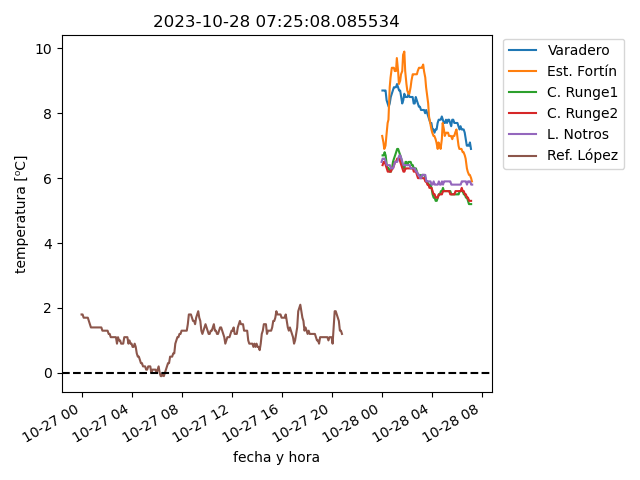 2023-10-28 07:25:08.085534
temperatura [ºC]
10
8
6
4
2
0
10-27 00
10-27 04
10-27 08
10-27 12
10-27 16
10-27 20
10-28 00
10-28 04
10-28 08
fecha y hora
Varadero
Est. Fortín
C. Runge1
C. Runge2
L. Notros
Ref. López